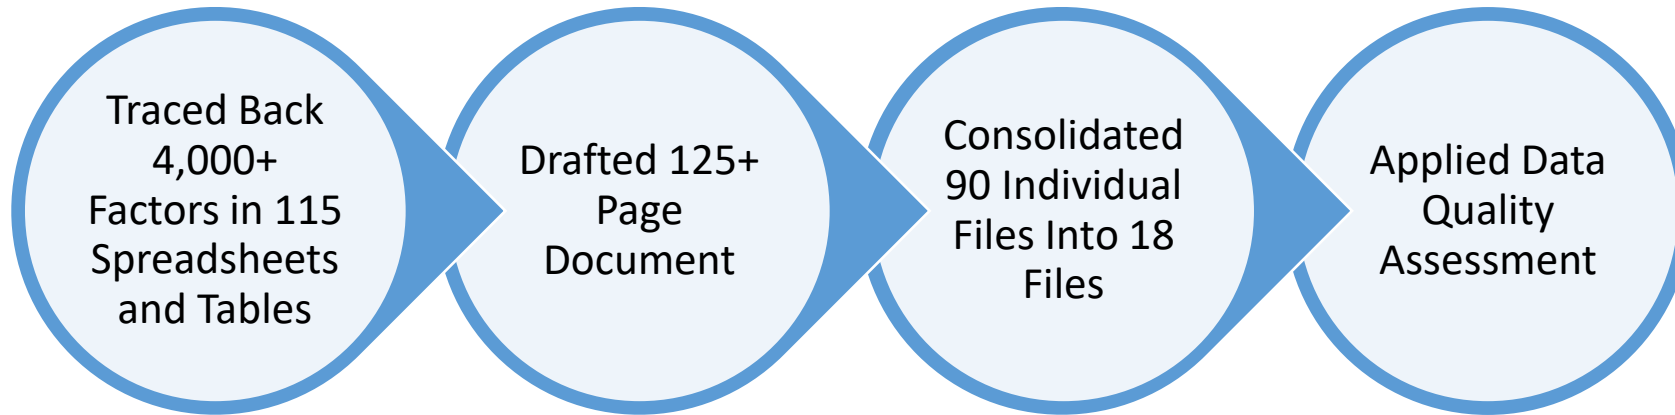 Traced Back
4,000+
Factors in 115
Spreadsheets
and Tables
Drafted 125+
Page
Document
Consolidated
90 Individual
Files Into 18
Files
Applied Data
Quality
Assessment